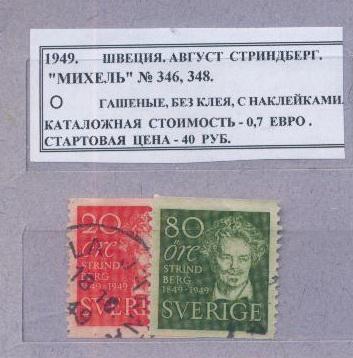 1949. ШВЕЦИЯ. АВГУСТ СТРИНДБЕРГ.
"МИХЕЛЬ" № 346, 348.
ГАШЕНЫЕ, БЕЗ КЛЕЯ, С НАКЛЕЙКАМИ.
КАТАЛОЖНАЯ СТОИМОСТЬ - 0,7 ЕВРО .
СТАРТОВАЯ ЦЕНА - 40 РУБ.
20
öre
STRIND
BERG
1849-1949
SVER
80
öre
STRIND
BERG
1849-1949
SVERIGE